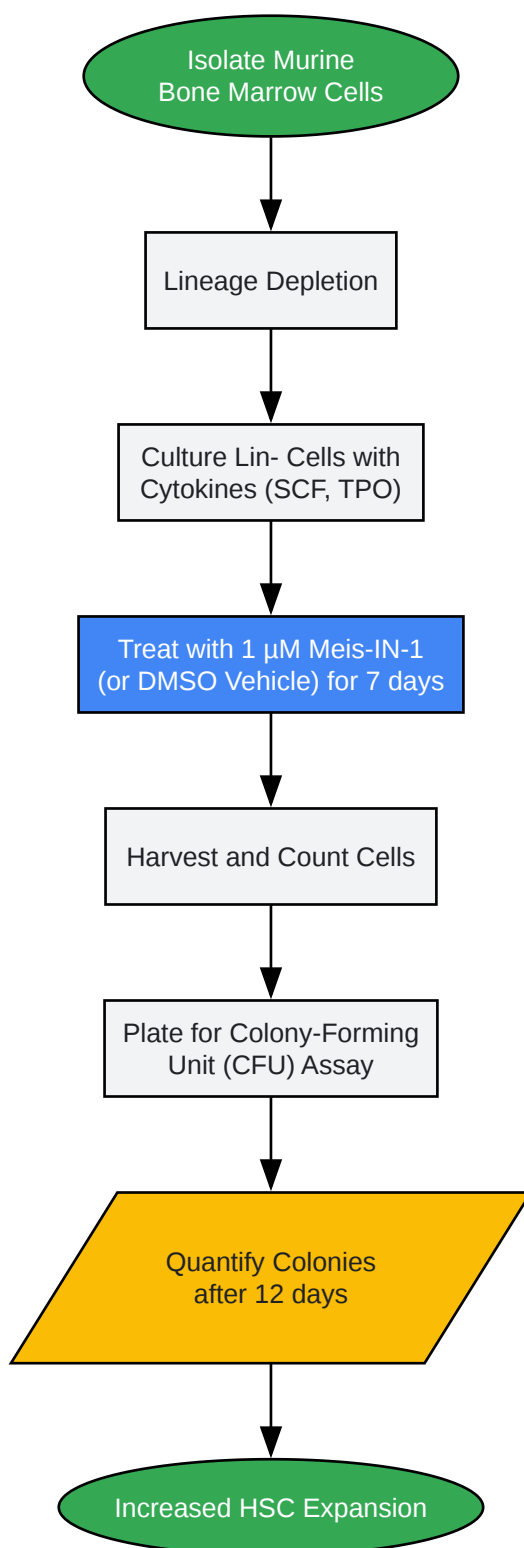 Isolate Murine
Bone Marrow Cells
Lineage Depletion
Culture Lin- Cells with
Cytokines (SCF, TPO)
Treat with 1 µM Meis-IN-1
(or DMSO Vehicle) for 7 days
Harvest and Count Cells
Plate for Colony-Forming
Unit (CFU) Assay
Quantify Colonies
after 12 days
Increased HSC Expansion